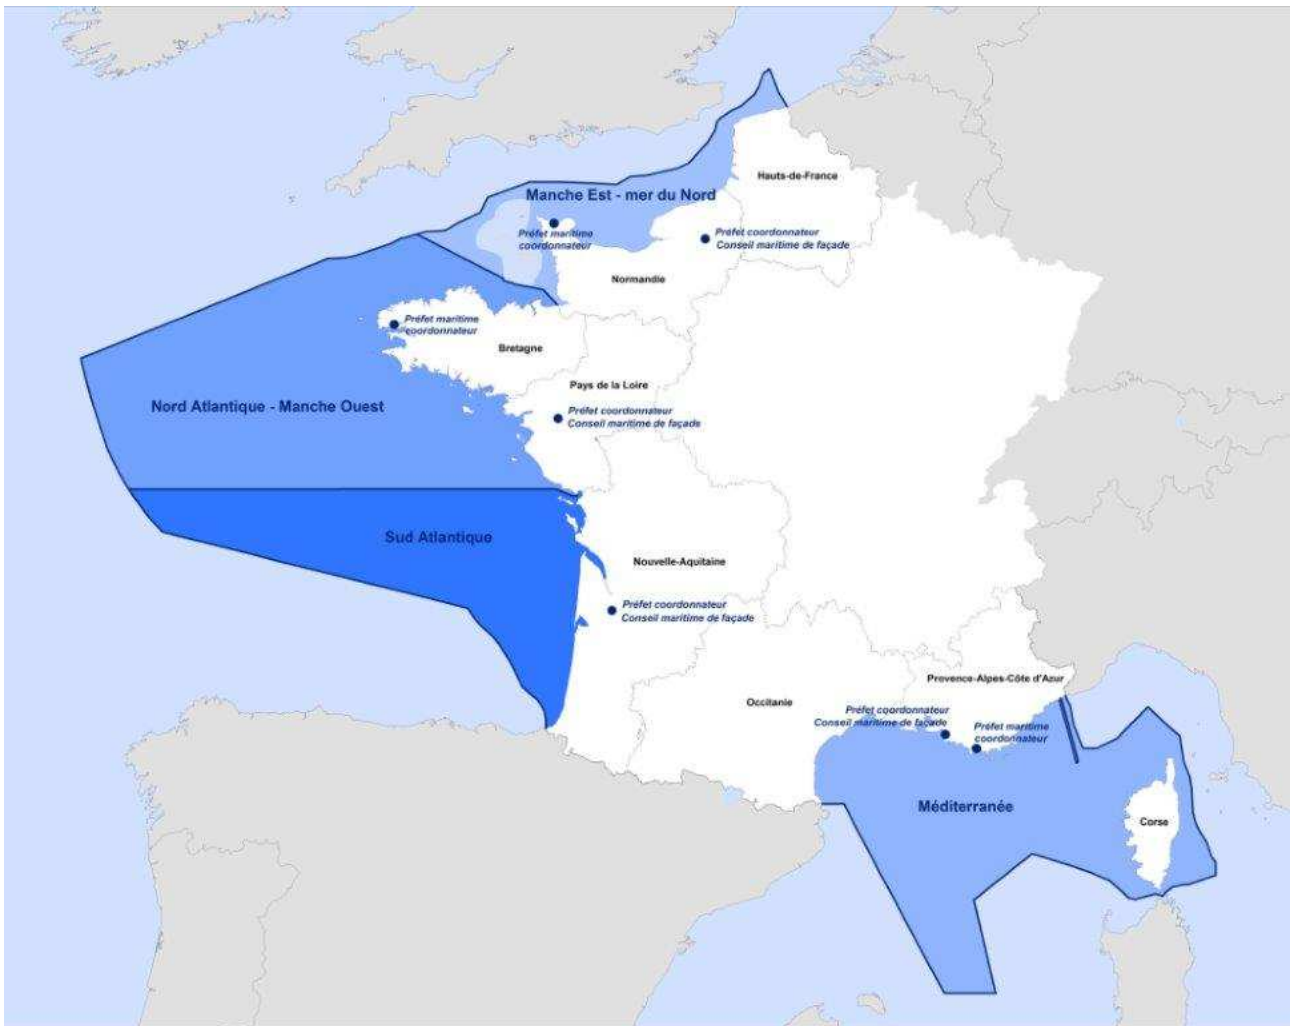 Hauts-de-France
Manche Est - mer du Nord
Préfet maritime
coordonnateur
Préfet coordonnateur
Conseil maritime de façade
Normandie
Préfet maritime
coordonnateur
Bretagne
Pays de la Loire
Nord Atlantique - Manche Ouest
Préfet coordonnateur
Conseil maritime de façade
Sud Atlantique
Nouvelle-Aquitaine
Préfet coordonnateur
Conseil maritime de façade
Provence-Alpes-Côte d'Azur
Occitanie
Préfet coordonnateur
Conseil maritime de façade
Préfet maritime
coordonnateur
Méditerranée
Corse